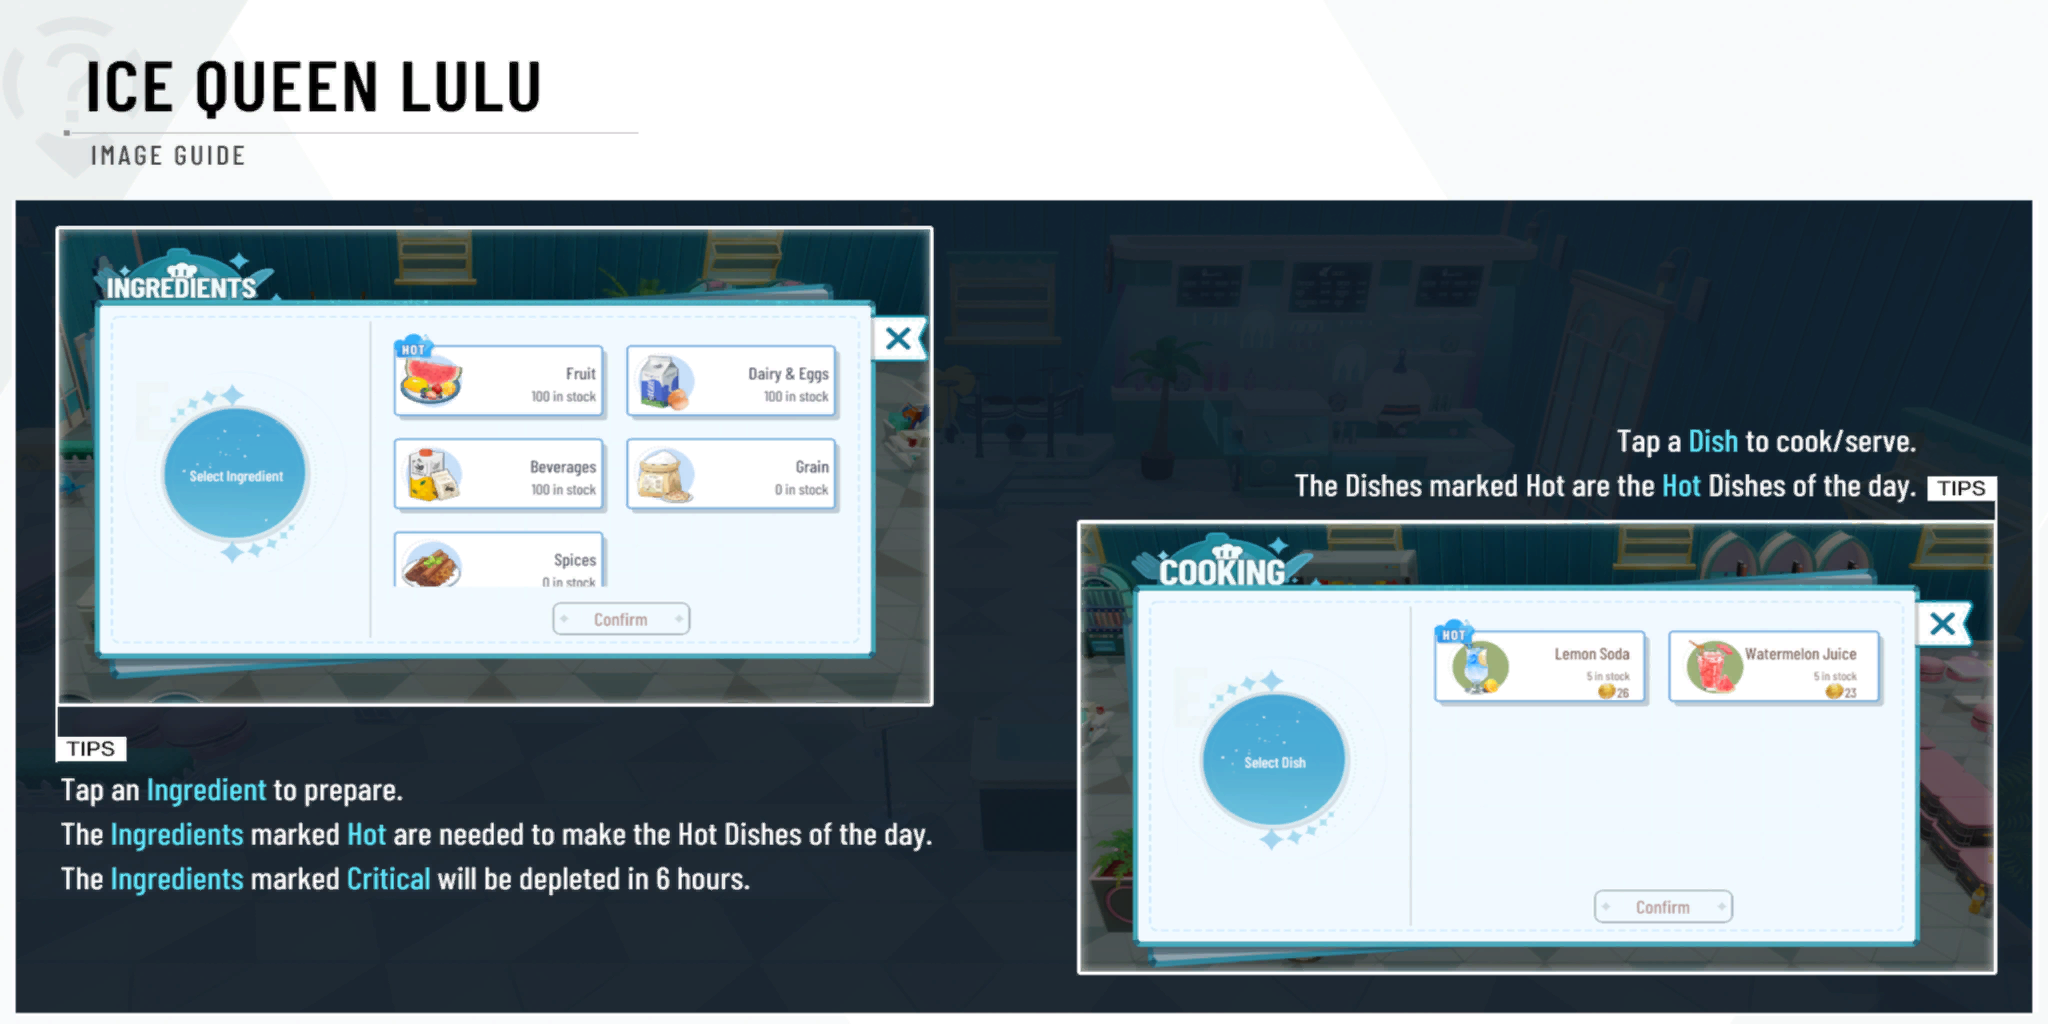 ICE QUEEN LULU
IMAGE GUIDE
INGREDIENTS
Select Ingredient
HOT
Fruit
100 in stock
Dairy & Eggs
100 in stock
Beverages
100 in stock
Grain
0 in stock
Spices
0 in stock
Confirm
TIPS
Tap an Ingredient to prepare.
The Ingredients marked Hot are needed to make the Hot Dishes of the day.
The Ingredients marked Critical will be depleted in 6 hours.
Tap a Dish to cook/serve.
The Dishes marked Hot are the Hot Dishes of the day.
TIPS
COOKING
Select Dish
HOT
Lemon Soda
5 in stock
26
Watermelon Juice
5 in stock
23
Confirm